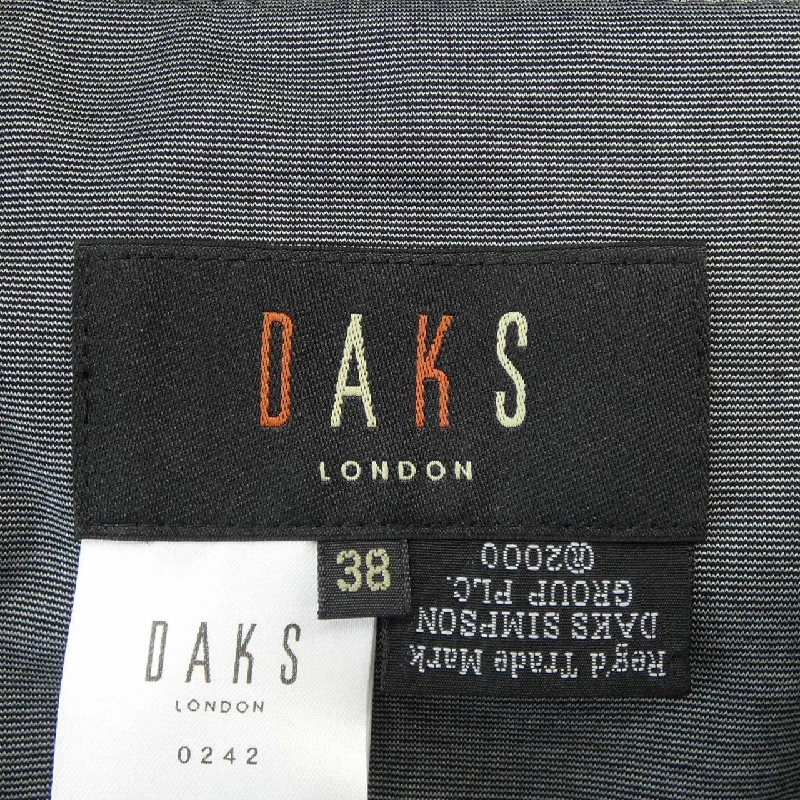 DAKS
LONDON
38
Reg'd Trade Mark
DAKS SIMPSON
GROUP PLC.
®2000
DAKS
LONDON
0242